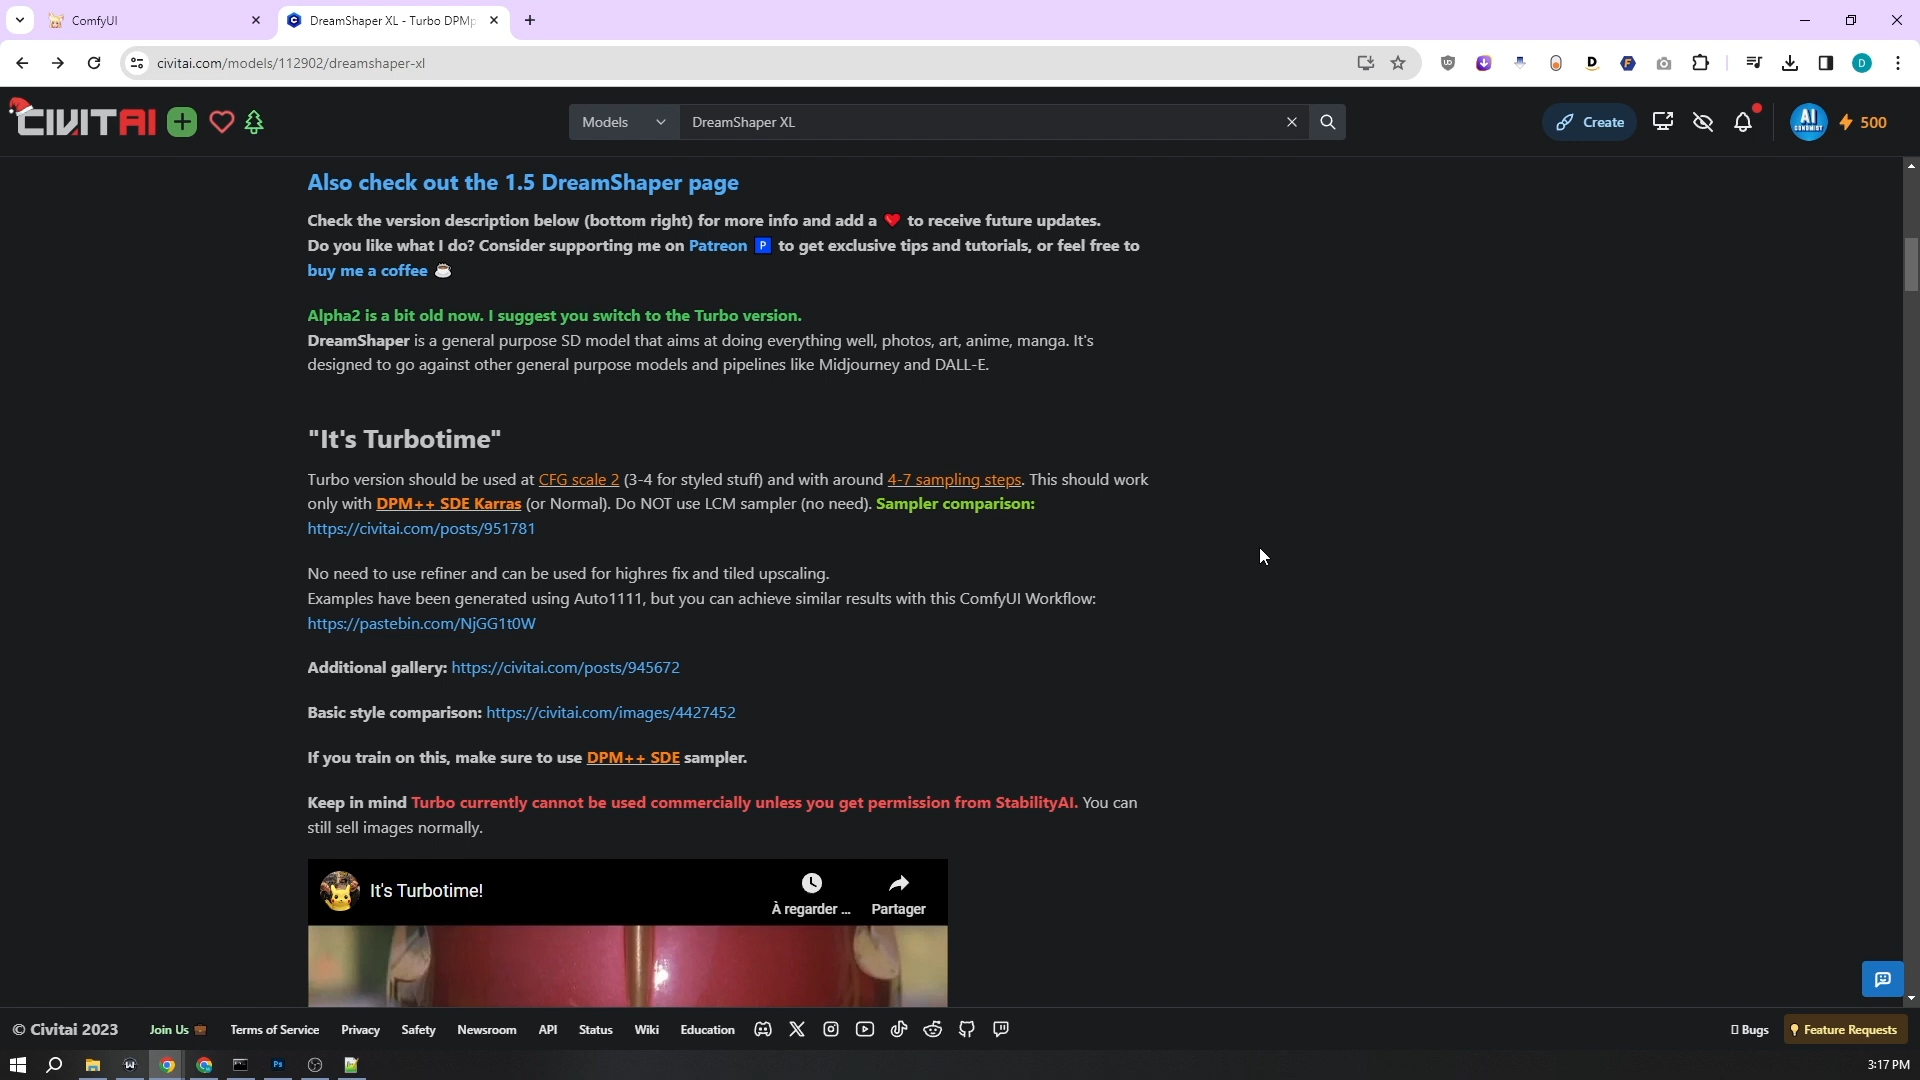 ComfyUI
DreamShaper XL - Turbo DPMp
civitai.com/models/112902/dreamshaper-xl
D
CIVITAI
Models
DreamShaper XL
Create
AI
500
Also check out the 1.5 DreamShaper page
Check the version description below (bottom right) for more info and add a ❤️ to receive future updates.
Do you like what I do? Consider supporting me on Patreon 🅿 to get exclusive tips and tutorials, or feel free to
buy me a coffee ☕
Alpha2 is a bit old now. I suggest you switch to the Turbo version.
DreamShaper is a general purpose SD model that aims at doing everything well, photos, art, anime, manga. It's
designed to go against other general purpose models and pipelines like Midjourney and DALL-E.
"It's Turbotime"
Turbo version should be used at CFG scale 2 (3-4 for styled stuff) and with around 4-7 sampling steps. This should work
only with DPM++ SDE Karras (or Normal). Do NOT use LCM sampler (no need). Sampler comparison:
https://civitai.com/posts/951781
No need to use refiner and can be used for highres fix and tiled upscaling.
Examples have been generated using Auto1111, but you can achieve similar results with this ComfyUI Workflow:
https://pastebin.com/NjGG1t0W
Additional gallery: https://civitai.com/posts/945672
Basic style comparison: https://civitai.com/images/4427452
If you train on this, make sure to use DPM++ SDE sampler.
Keep in mind Turbo currently cannot be used commercially unless you get permission from StabilityAI. You can
still sell images normally.
It's Turbotime!
À regarder ...
Partager
© Civitai 2023
Join Us
Terms of Service
Privacy
Safety
Newsroom
API
Status
Wiki
Education
Bugs
Feature Requests
Ps
3:17 PM